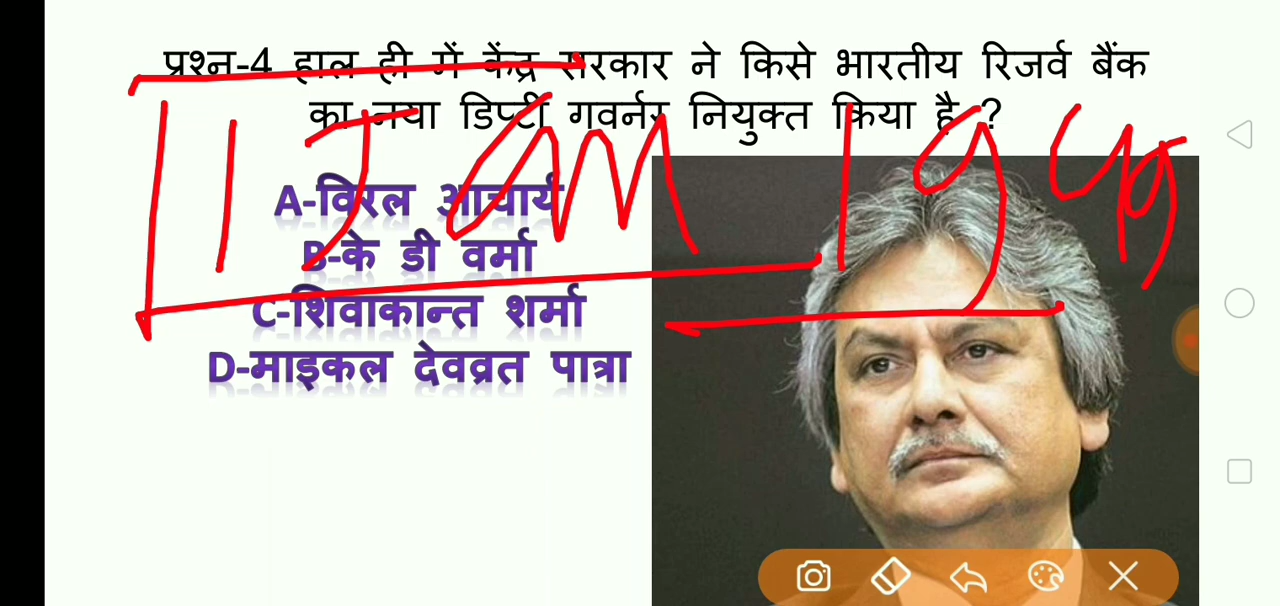 प्रश्न-4 हाल ही में केंद्र सरकार ने किसे भारतीय रिजर्व बैंक
का नया डिप्टी गवर्नर नियुक्त किया है ?
A-विरल आचार्य
B-के डी वर्मा
C-शिवाकान्त शर्मा
D-माइकल देवव्रत पात्रा